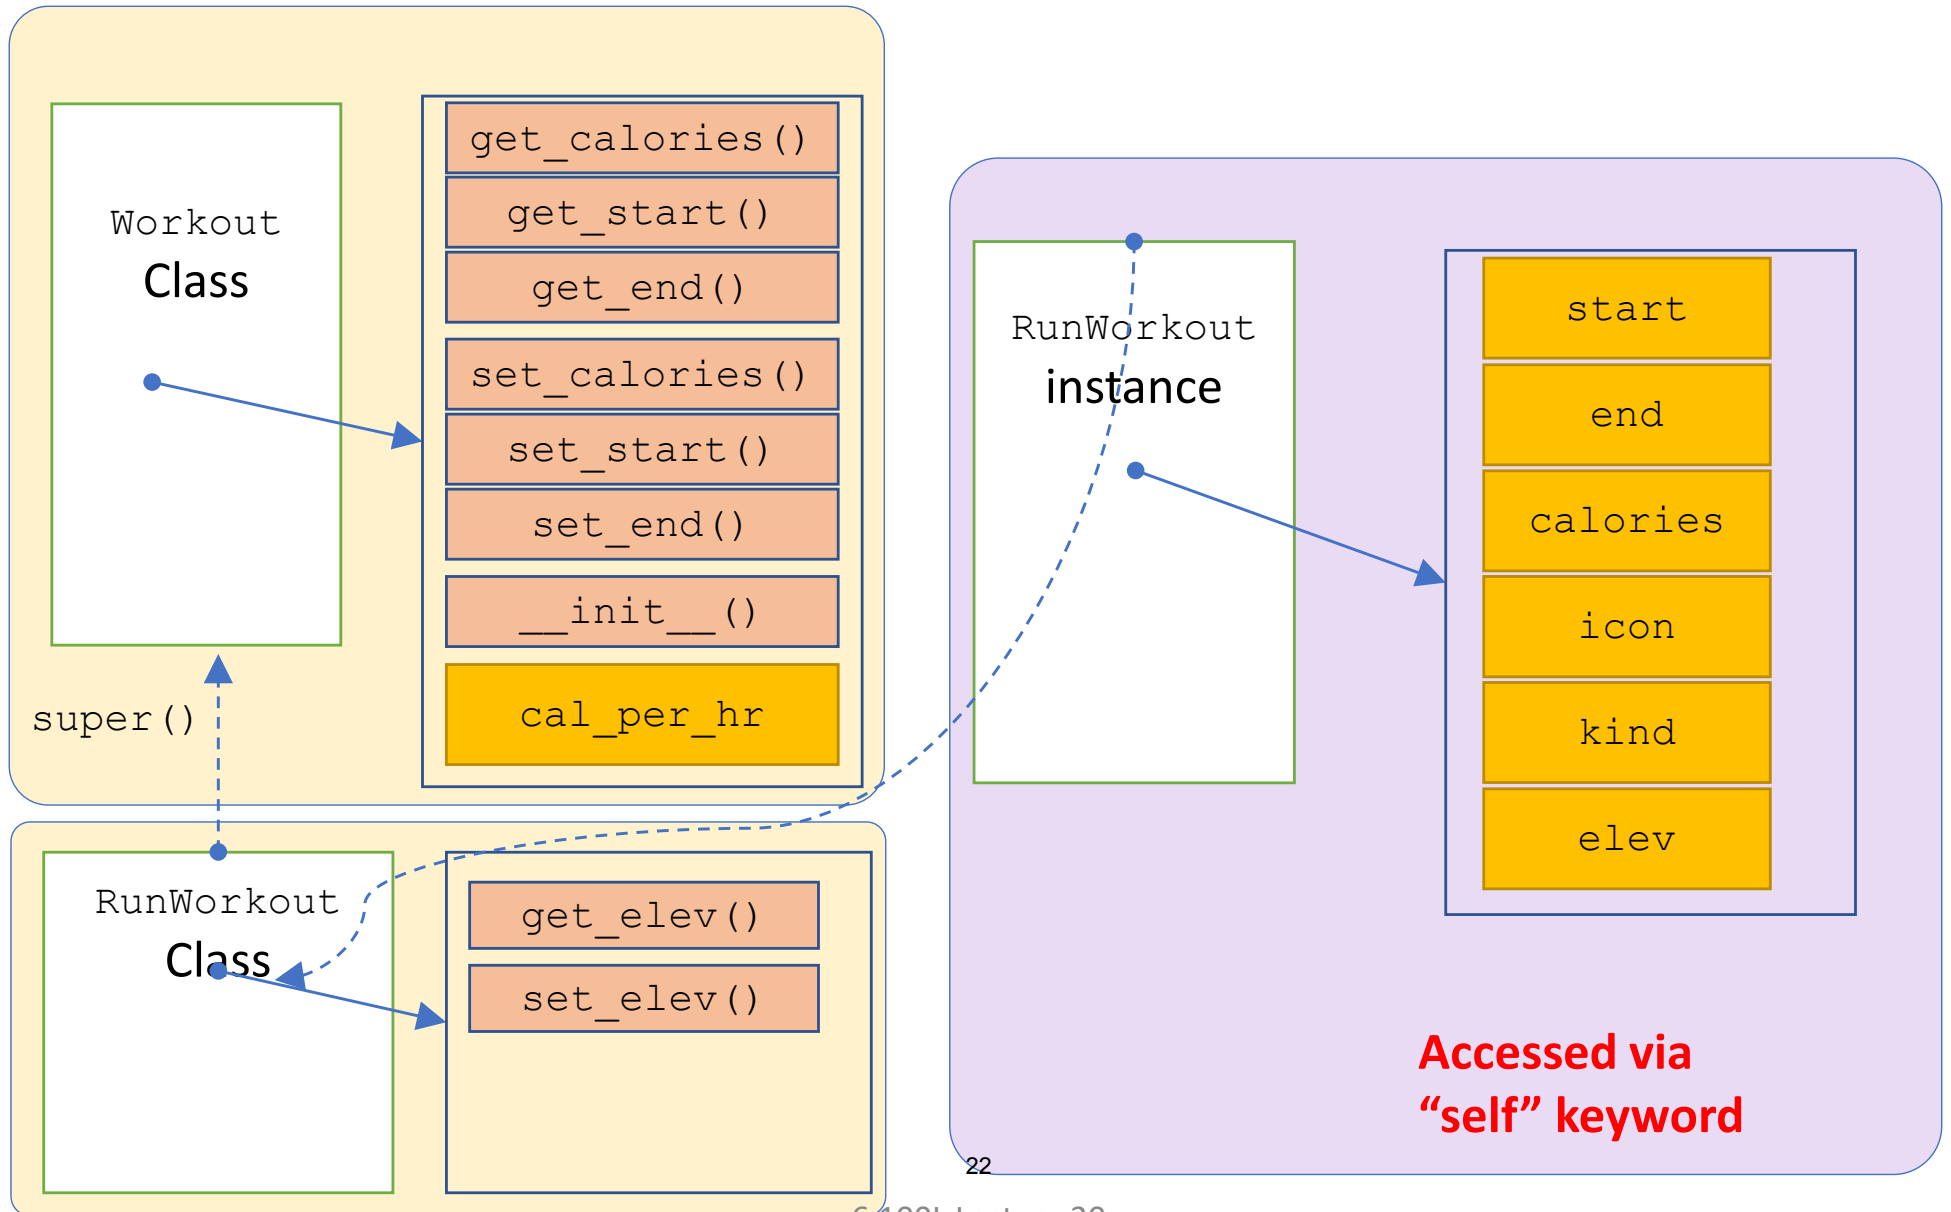 Workout
Class
get_calories()
get_start()
get_end()
set_calories()
set_start()
set_end()
__init__()
cal_per_hr
super()
RunWorkout
Class
get_elev()
set_elev()
RunWorkout
instance
start
end
calories
icon
kind
elev
Accessed via
“self” keyword
22